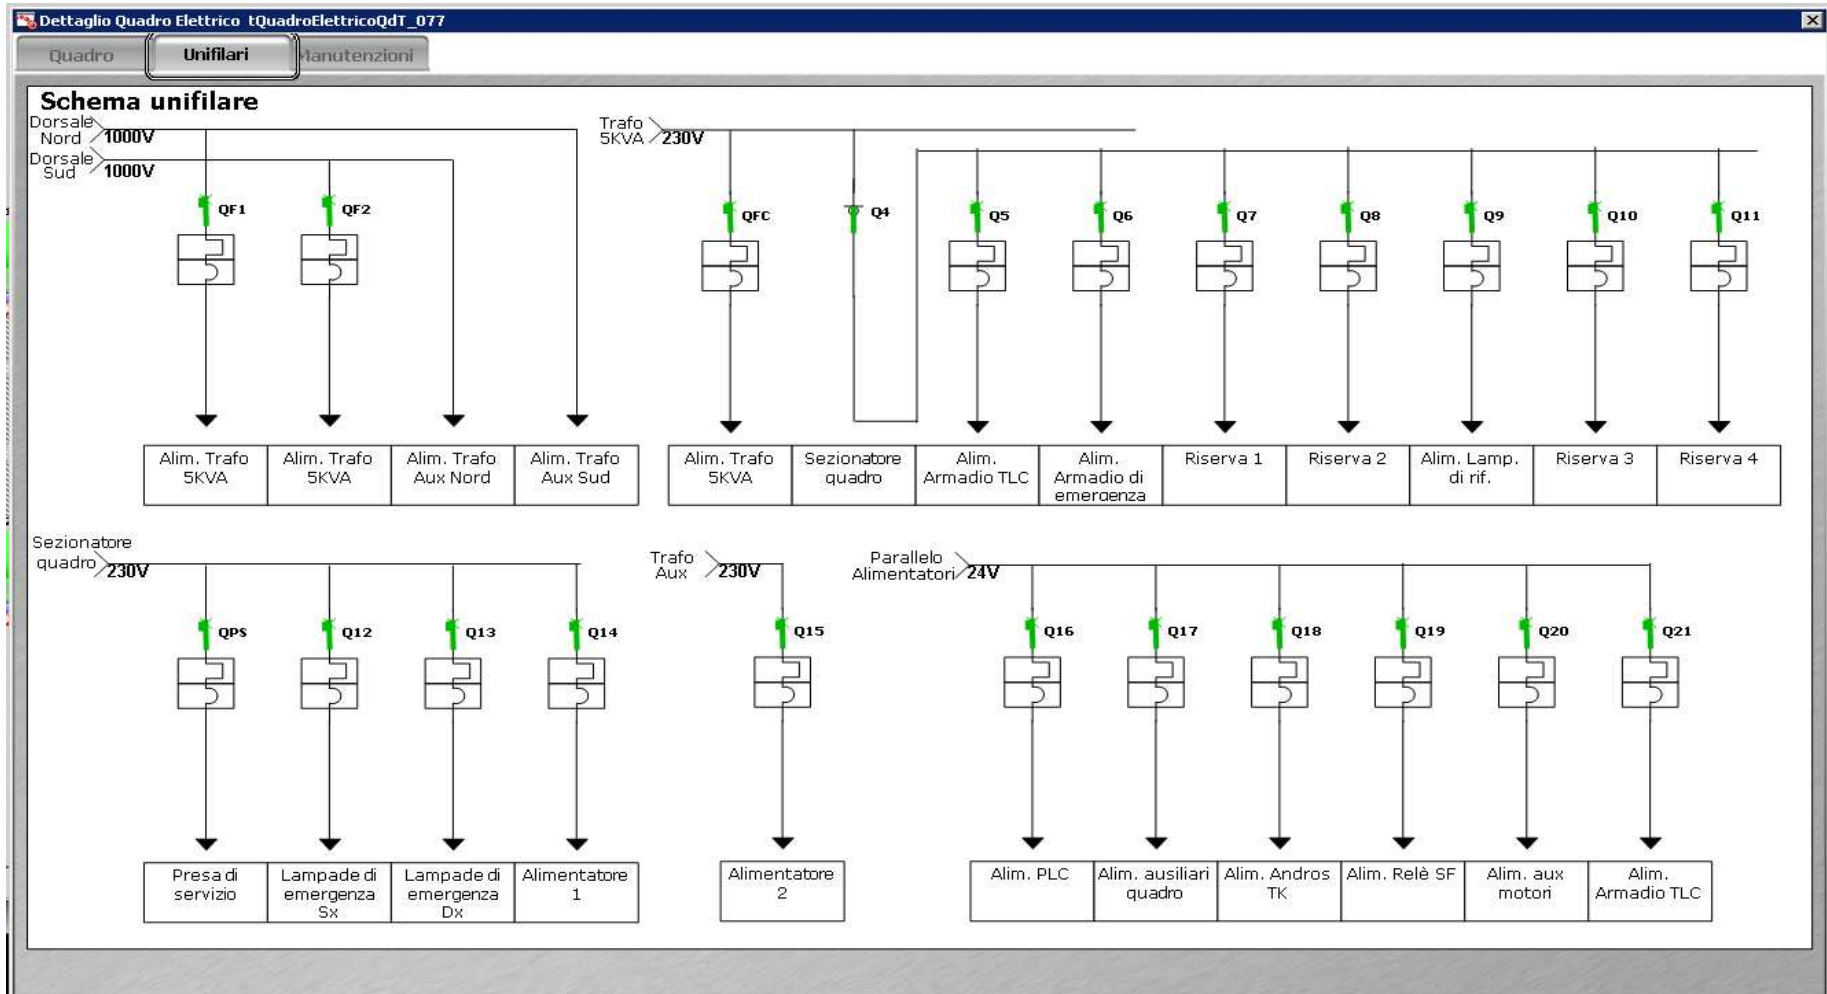 Dettaglio Quadro Elettrico tQuadroElettricoQdT_077
Quadro
Unifilari
Manutenzioni
Schema unifilare
Dorsale
Nord
1000V
Dorsale
Sud
1000V
Trafo
5KVA
230V
QF1
QF2
QFC
Q4
Q5
Q6
Q7
Q8
Q9
Q10
Q11
Alim. Trafo
5KVA
Alim. Trafo
5KVA
Alim. Trafo
Aux Nord
Alim. Trafo
Aux Sud
Alim. Trafo
5KVA
Sezionatore
quadro
Alim.
Armadio TLC
Alim.
Armadio di
emergenza
Riserva 1
Riserva 2
Alim. Lamp.
di rif.
Riserva 3
Riserva 4
Sezionatore
quadro
230V
Trafo
Aux
230V
Parallelo
Alimentatori
24V
QPS
Q12
Q13
Q14
Q15
Q16
Q17
Q18
Q19
Q20
Q21
Presa di
servizio
Lampade di
emergenza
Sx
Lampade di
emergenza
Dx
Alimentatore
1
Alimentatore
2
Alim. PLC
Alim. ausiliari
quadro
Alim. Andros
TK
Alim. Relè SF
Alim. aux
motori
Alim.
Armadio TLC